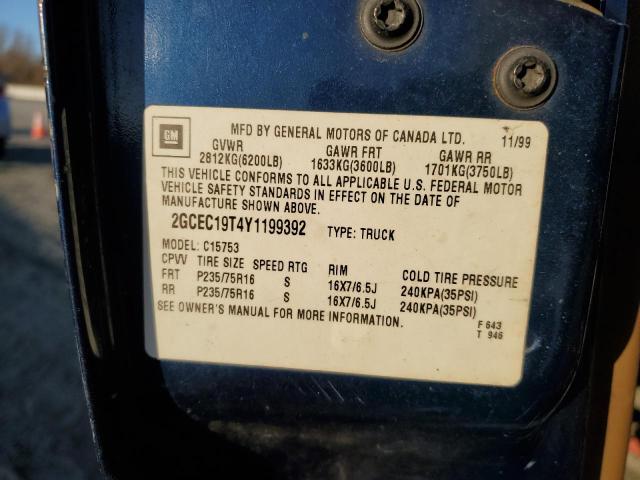 GM
MFD BY GENERAL MOTORS OF CANADA LTD. 11/99
GVWR GAWR FRT GAWR RR
2812KG(6200LB) 1633KG(3600LB) 1701KG(3750LB)
THIS VEHICLE CONFORMS TO ALL APPLICABLE U.S. FEDERAL MOTOR
VEHICLE SAFETY STANDARDS IN EFFECT ON THE DATE OF
MANUFACTURE SHOWN ABOVE.
2GCEC19T4Y1199392 TYPE: TRUCK
MODEL: C15753
CPVV TIRE SIZE SPEED RTG RIM COLD TIRE PRESSURE
FRT P235/75R16 S 16X7/6.5J 240KPA(35PSI)
RR P235/75R16 S 16X7/6.5J 240KPA(35PSI)
SEE OWNER'S MANUAL FOR MORE INFORMATION.
F 643
T 946